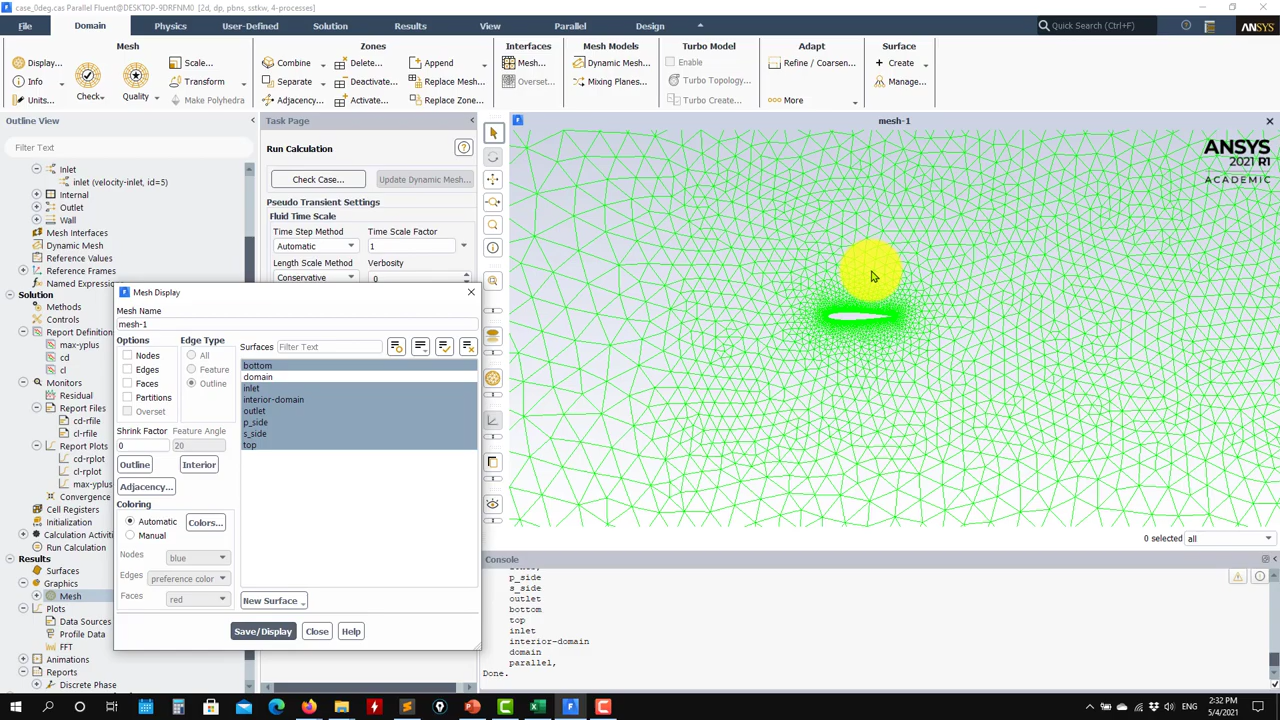 case_0deg.cas Parallel Fluent@DESKTOP-9DRFNM0 [2d, dp, pbns, sstkw, 4-processes]
File Domain Physics User-Defined Solution Results View Parallel Design Quick Search (Ctrl+F) ANSYS
Mesh Zones Interfaces Mesh Models Turbo Model Adapt Surface
Display... Scale... Combine Delete... Append Mesh... Dynamic Mesh... Enable Refine / Coarsen... Create
Info Transform Separate Deactivate... Replace Mesh... Overset... Mixing Planes... Turbo Topology... Manage...
Units... Check Quality Make Polyhedra Adjacency... Activate... Replace Zone... Turbo Create... More
Outline View
Filter Text
Inlet
inlet (velocity-inlet, id=5)
Internal
Outlet
Wall
Mesh Interfaces
Dynamic Mesh
Reference Values
Reference Frames
Named Expressions
Solution
Methods
Controls
Report Definitions
max-yplus
cd
cl
Monitors
Residual
Report Files
cd-rfile
cl-rfile
Report Plots
cd-rplot
cl-rplot
max-yplus
Convergence
Cell Registers
Initialization
Calculation Activities
Run Calculation
Results
Surfaces
Graphics
Mesh
Plots
Data Sources
Profile Data
FFT
Animations
Reports
Discrete Phase
Task Page
Run Calculation
Check Case... Update Dynamic Mesh...
Pseudo Transient Settings
Fluid Time Scale
Time Step Method Time Scale Factor
Automatic 1
Length Scale Method Verbosity
Conservative 0
Mesh Display
Mesh Name
mesh-1
Options Edge Type Surfaces Filter Text
Nodes All
Edges Feature
Faces Outline
Partitions
Overset
Shrink Factor Feature Angle
0 20
Outline Interior
Adjacency...
Coloring
Automatic Colors...
Manual
Nodes blue
Edges preference color
Faces red
bottom
domain
inlet
interior-domain
outlet
p_side
s_side
top
New Surface
Save/Display Close Help
mesh-1
ANSYS
2021 R1
ACADEMIC
0 selected all
Console
p_side
s_side
outlet
bottom
top
inlet
interior-domain
domain
parallel,
Done.
ENG
2:32 PM
5/4/2021